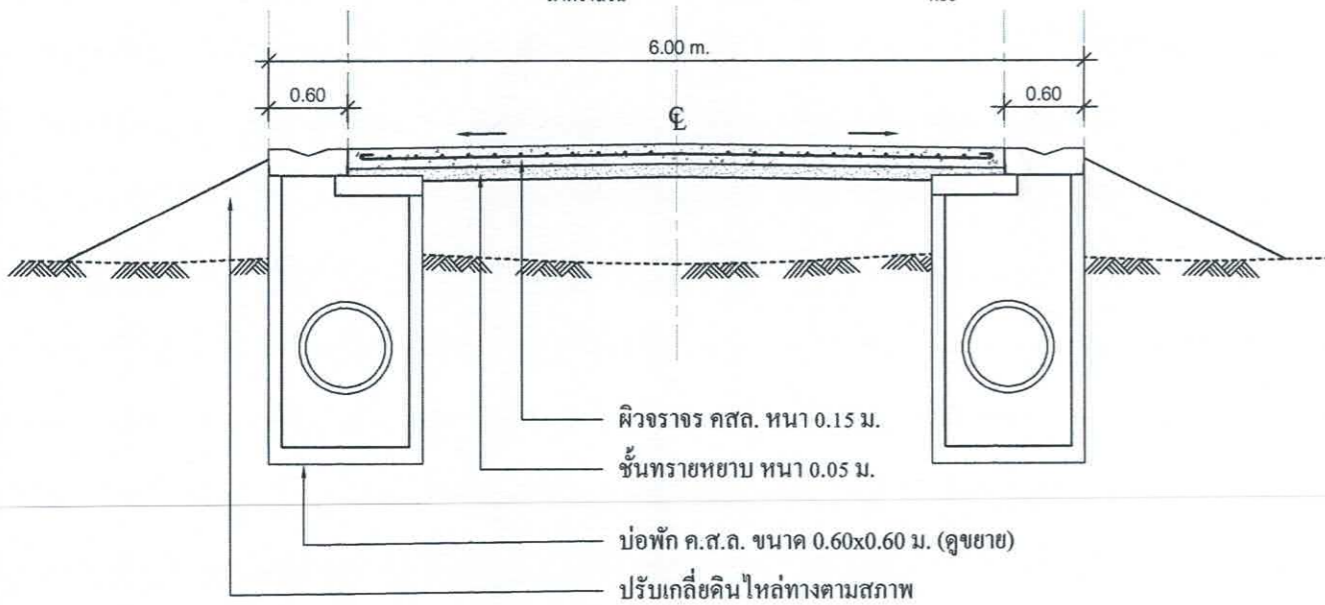 6.00 m.
0.60
0.60
℄
ผิวจราจร คสล. หนา 0.15 ม.
ชั้นทรายหยาบ หนา 0.05 ม.
บ่อพัก ค.ส.ล. ขนาด 0.60x0.60 ม. (ดูขยาย)
ปรับเกลี่ยดินไหล่ทางตามสภาพ